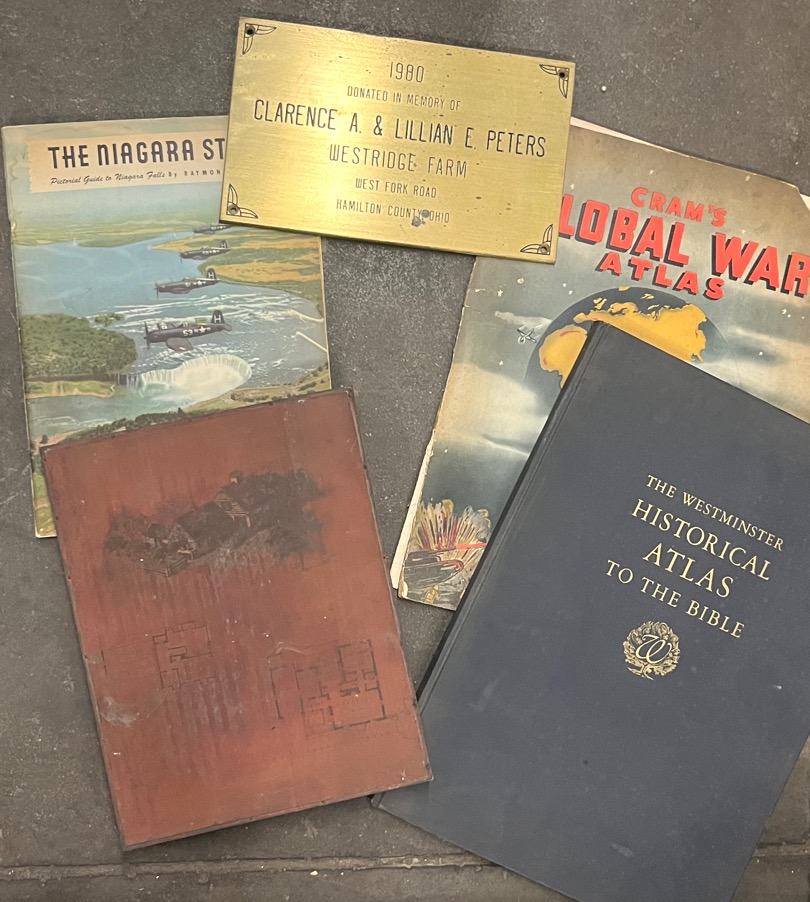 1980
DONATED IN MEMORY OF
CLARENCE A. & LILLIAN E. PETERS
WESTRIDGE FARM
WEST FORK ROAD
HAMILTON COUNTY, OHIO
THE NIAGARA ST
Pictorial Guide to Niagara Falls by RAYMON
CRAM'S
LOBAL WAR
ATLAS
THE WESTMINSTER
HISTORICAL
ATLAS
TO THE BIBLE
W